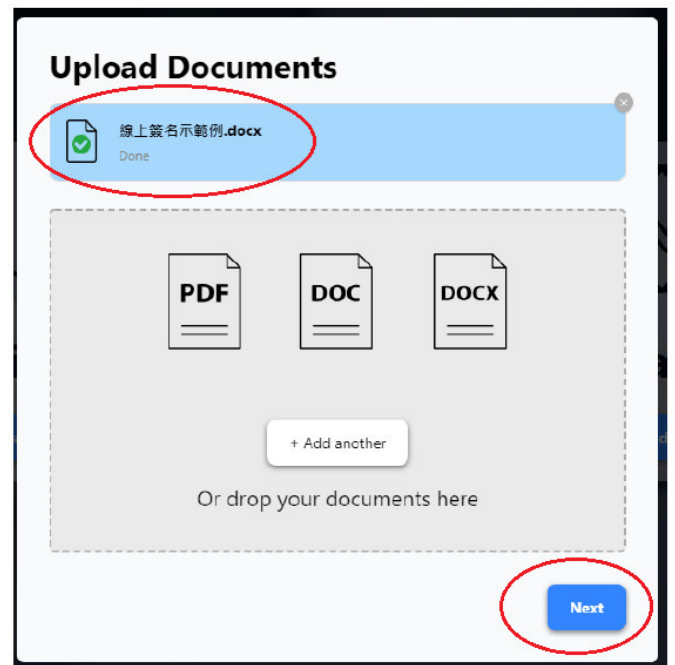 Upload Documents
線上簽名示範例.docx
Done
PDF
DOC
DOCX
+ Add another
Or drop your documents here
Next